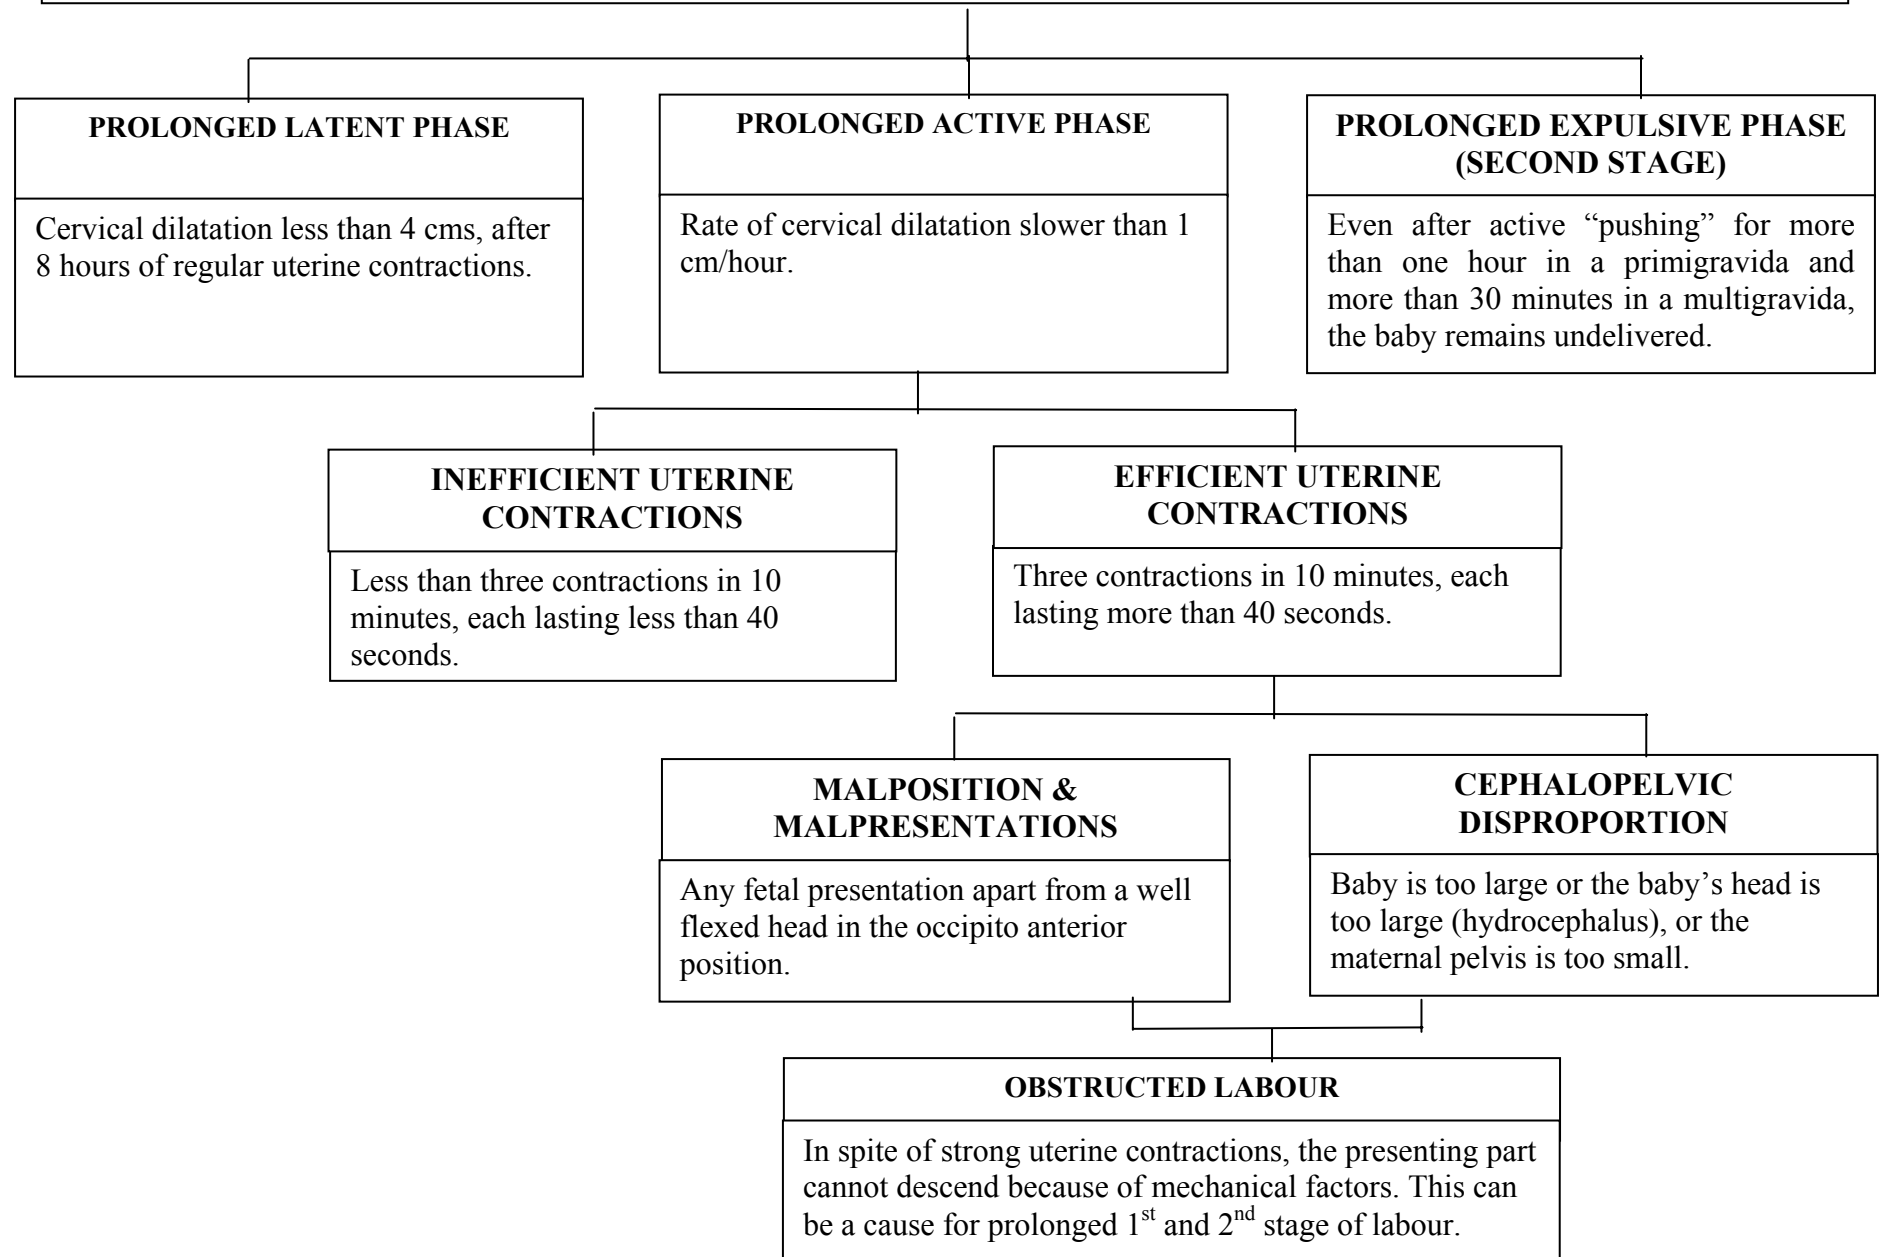 PROLONGED LATENT PHASE
Cervical dilatation less than 4 cms, after
8 hours of regular uterine contractions.
PROLONGED ACTIVE PHASE
Rate of cervical dilatation slower than 1
cm/hour.
PROLONGED EXPULSIVE PHASE
(SECOND STAGE)
Even after active “pushing” for more
than one hour in a primigravida and
more than 30 minutes in a multigravida,
the baby remains undelivered.
INEFFICIENT UTERINE
CONTRACTIONS
Less than three contractions in 10
minutes, each lasting less than 40
seconds.
EFFICIENT UTERINE
CONTRACTIONS
Three contractions in 10 minutes, each
lasting more than 40 seconds.
MALPOSITION &
MALPRESENTATIONS
Any fetal presentation apart from a well
flexed head in the occipito anterior
position.
CEPHALOPELVIC
DISPROPORTION
Baby is too large or the baby’s head is
too large (hydrocephalus), or the
maternal pelvis is too small.
OBSTRUCTED LABOUR
In spite of strong uterine contractions, the presenting part
cannot descend because of mechanical factors. This can
be a cause for prolonged 1st and 2nd stage of labour.